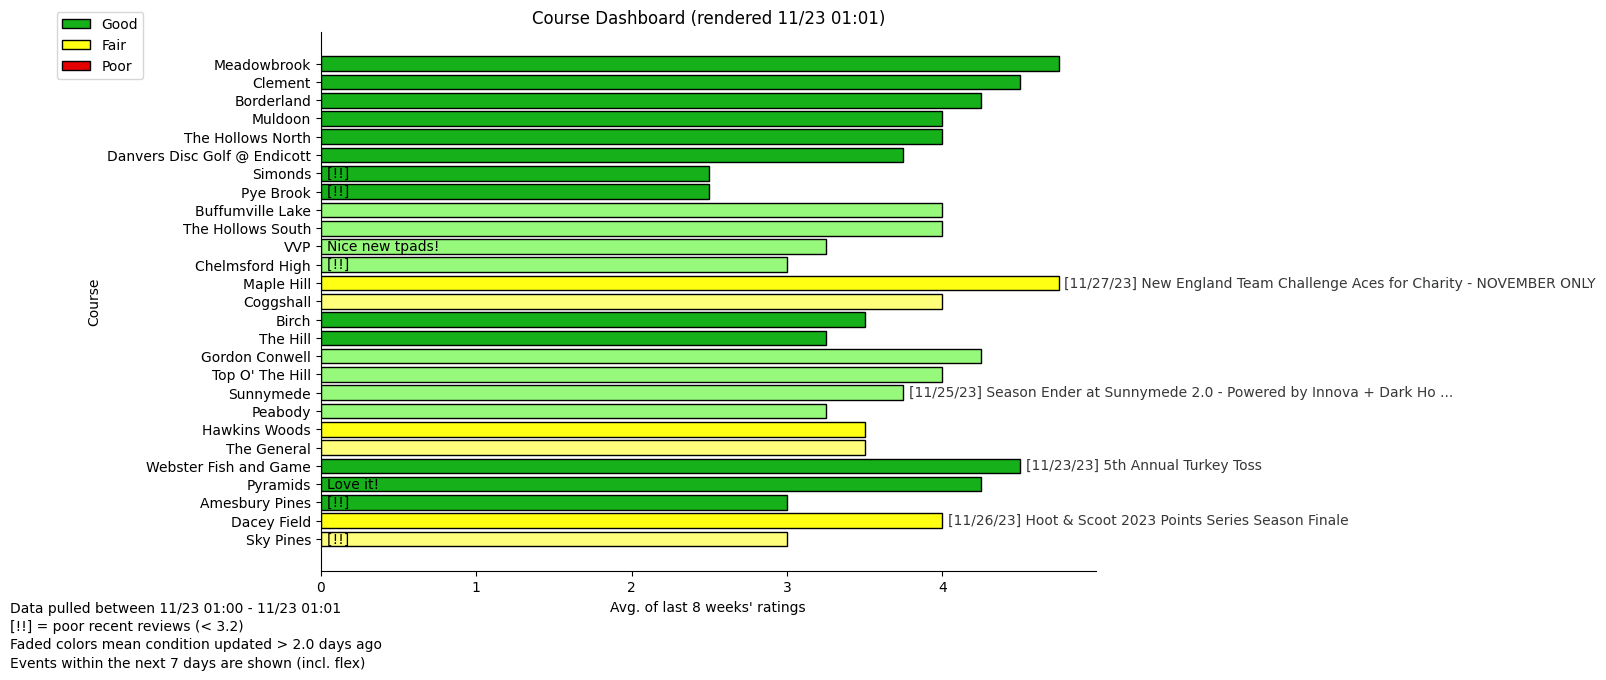 Course Dashboard (rendered 11/23 01:01)
Good
Fair
Poor
Course
Meadowbrook
Clement
Borderland
Muldoon
The Hollows North
Danvers Disc Golf @ Endicott
Simonds [!!]
Pye Brook [!!]
Buffumville Lake
The Hollows South
VVP Nice new tpads!
Chelmsford High [!!]
Maple Hill [11/27/23] New England Team Challenge Aces for Charity - NOVEMBER ONLY
Coggshall
Birch
The Hill
Gordon Conwell
Top O' The Hill
Sunnymede [11/25/23] Season Ender at Sunnymede 2.0 - Powered by Innova + Dark Ho ...
Peabody
Hawkins Woods
The General
Webster Fish and Game [11/23/23] 5th Annual Turkey Toss
Pyramids Love it!
Amesbury Pines [!!]
Dacey Field [11/26/23] Hoot & Scoot 2023 Points Series Season Finale
Sky Pines [!!]
0 1 2 3 4
Avg. of last 8 weeks' ratings
Data pulled between 11/23 01:00 - 11/23 01:01
[!!] = poor recent reviews (< 3.2)
Faded colors mean condition updated > 2.0 days ago
Events within the next 7 days are shown (incl. flex)